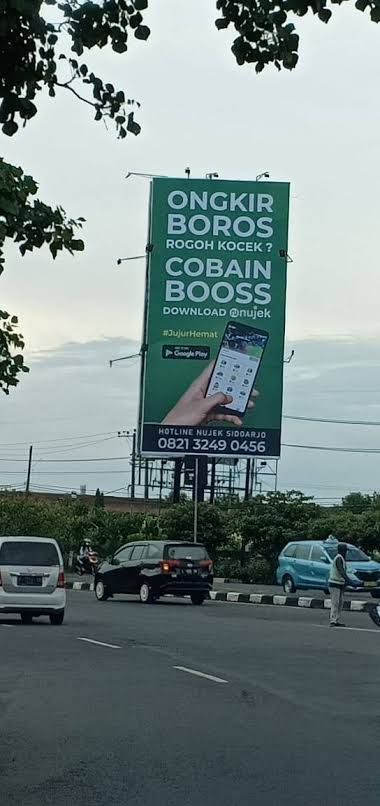 ONGKIR
BOROS
ROGOH KOCEK ?
COBAIN
BOOSS
DOWNLOAD nujek
#JujurHemat
Google Play
HOTLINE NUJEK SIDOARJO
0821 3249 0456